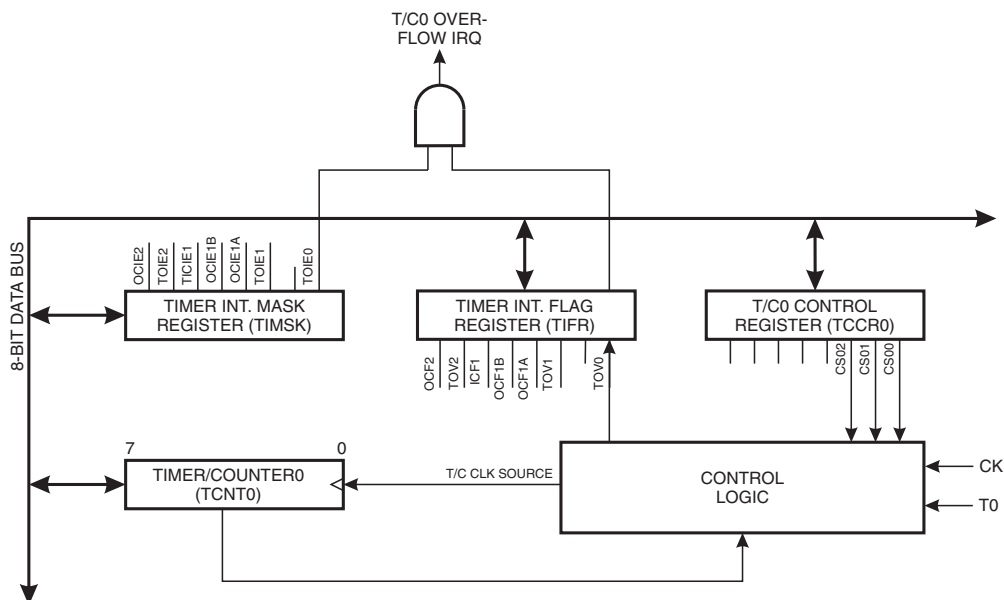 T/C0 OVER-
FLOW IRQ
8-BIT DATA BUS
OCIE2
TOIE2
TICIE1
OCIE1B
OCIE1A
TOIE1
TOIE0
TIMER INT. MASK
REGISTER (TIMSK)
TIMER INT. FLAG
REGISTER (TIFR)
T/C0 CONTROL
REGISTER (TCCR0)
OCF2
TOV2
ICF1
OCF1B
OCF1A
TOV1
TOV0
CS02
CS01
CS00
7
0
TIMER/COUNTER0
(TCNT0)
T/C CLK SOURCE
CONTROL
LOGIC
CK
T0